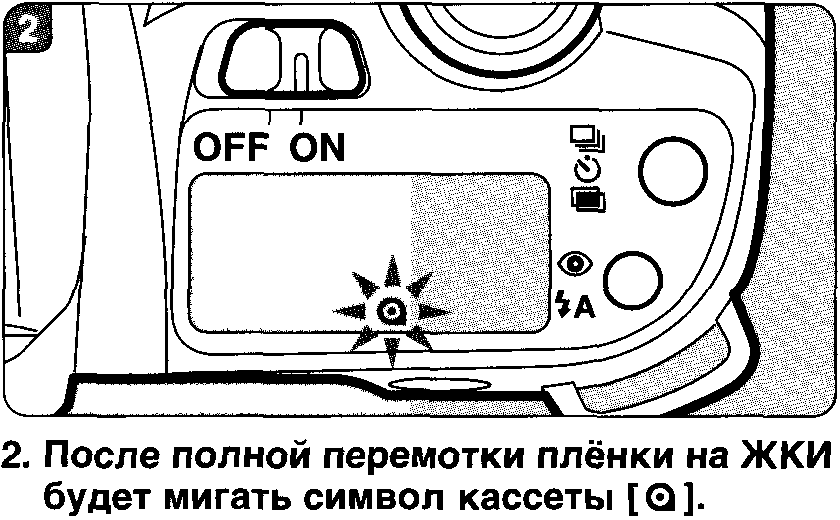 2
OFF ON
A
2. После полной перемотки плёнки на ЖКИ
будет мигать символ кассеты [ ].